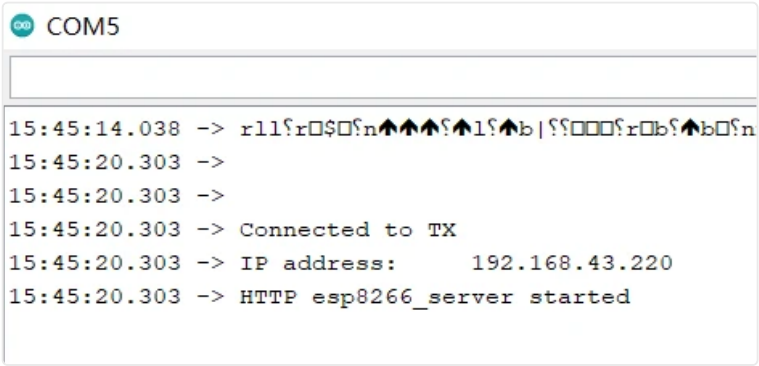 COM5
15:45:14.038 -> rll⸮r□$□⸮n🡅🡅🡅⸮🡅l⸮🡅b|⸮⸮□□□⸮r□b⸮🡅b□⸮n
15:45:20.303 ->
15:45:20.303 ->
15:45:20.303 -> Connected to TX
15:45:20.303 -> IP address:     192.168.43.220
15:45:20.303 -> HTTP esp8266_server started